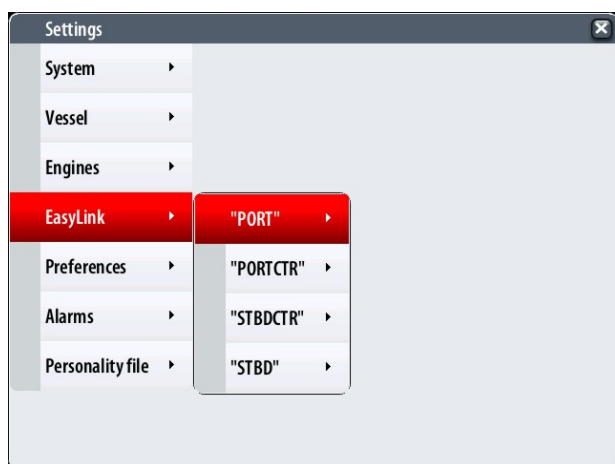 Settings
System
Vessel
Engines
EasyLink
Preferences
Alarms
Personality file
"PORT"
"PORTCTR"
"STBDCTR"
"STBD"